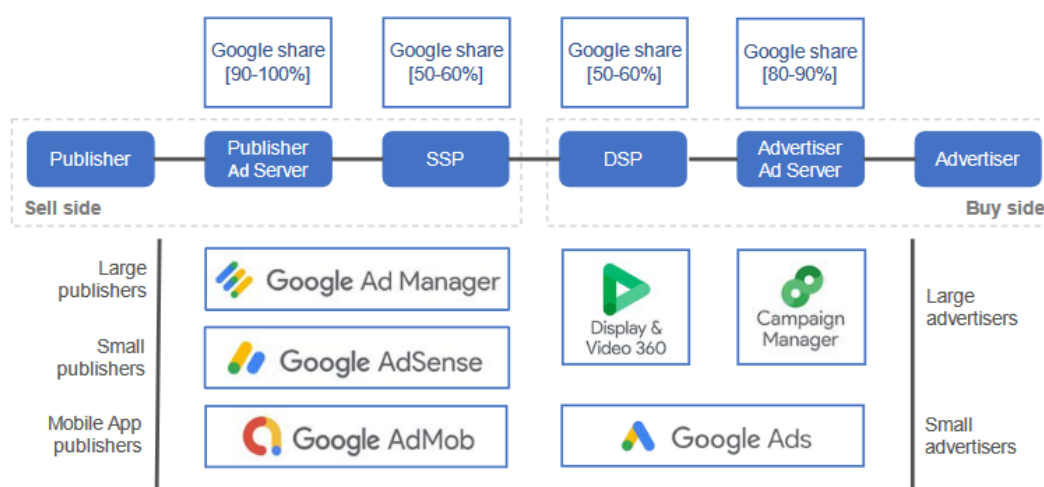 Google share
[90-100%]
Google share
[50-60%]
Google share
[50-60%]
Google share
[80-90%]
Publisher
Publisher
Ad Server
SSP
DSP
Advertiser
Ad Server
Advertiser
Sell side
Buy side
Large
publishers
Google Ad Manager
Display &
Video 360
Campaign
Manager
Large
advertisers
Small
publishers
Google AdSense
Mobile App
publishers
Google AdMob
Google Ads
Small
advertisers